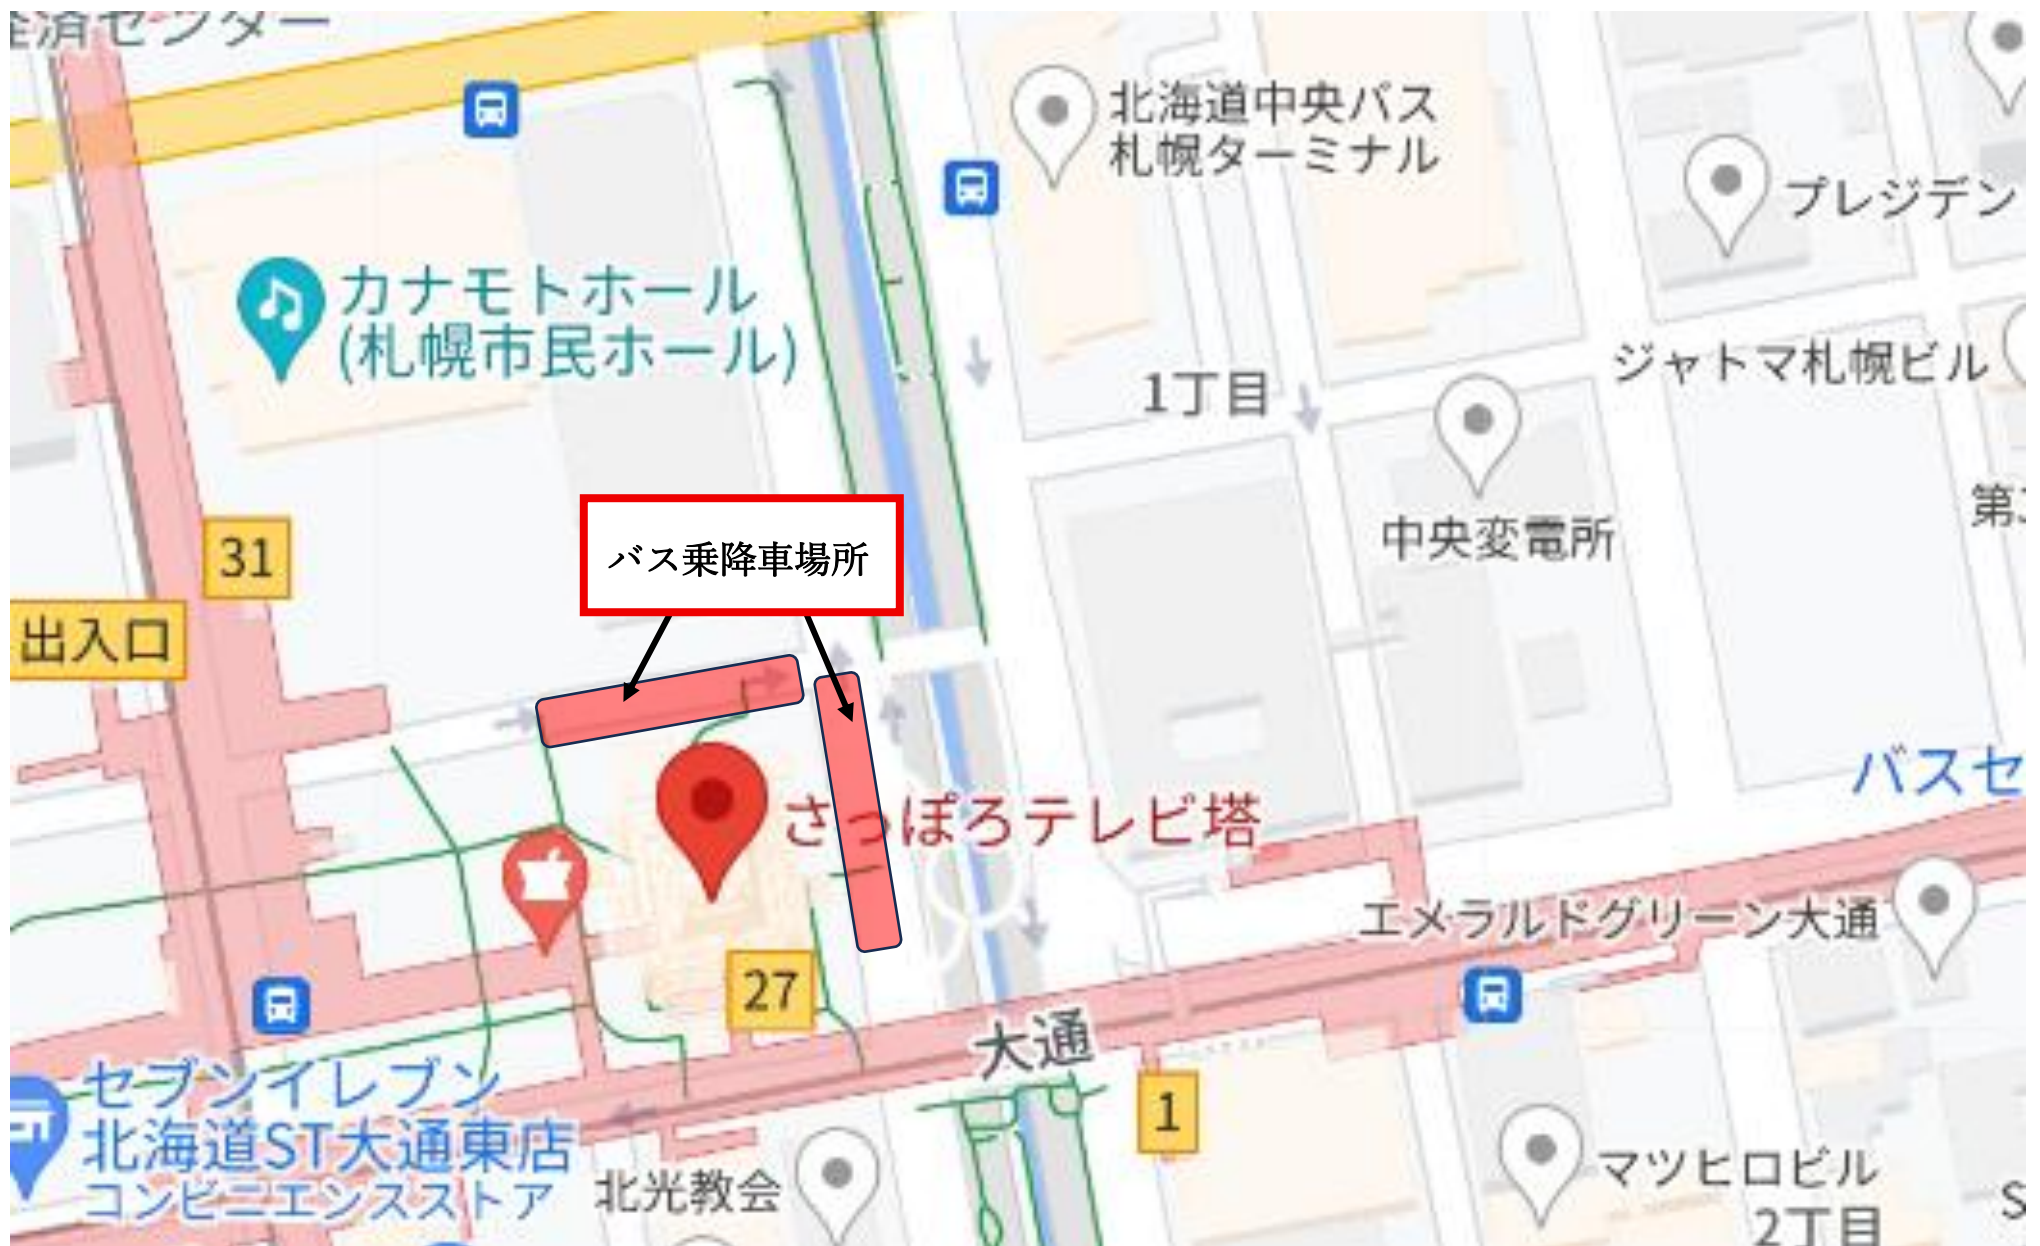 済センター
北海道中央バス
札幌ターミナル
プレジデン
カナモトホール
(札幌市民ホール)
1丁目
ジャトマ札幌ビル
31
バス乗降車場所
中央変電所
第
出入口
バスセ
さっぽろテレビ塔
エメラルドグリーン大通
27
大通
1
セブンイレブン
北海道ST大通東店
コンビニエンスストア
北光教会
マツヒロビル
2丁目
S